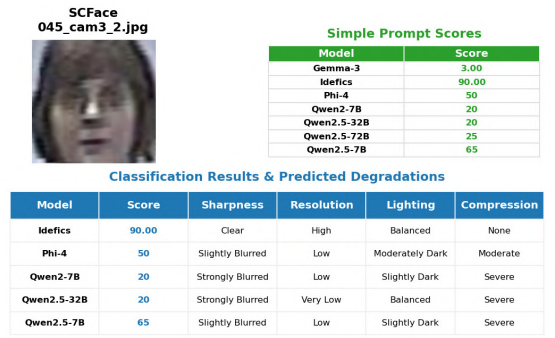 SCFace
045_cam3_2.jpg
Simple Prompt Scores
Model Score
Gemma-3 3.00
Idefics 90.00
Phi-4 50
Qwen2-7B 20
Qwen2.5-32B 20
Qwen2.5-72B 25
Qwen2.5-7B 65
Classification Results & Predicted Degradations
Model Score Sharpness Resolution Lighting Compression
Idefics 90.00 Clear High Balanced None
Phi-4 50 Slightly Blurred Low Moderately Dark Moderate
Qwen2-7B 20 Strongly Blurred Low Slightly Dark Severe
Qwen2.5-32B 20 Strongly Blurred Very Low Balanced Severe
Qwen2.5-7B 65 Slightly Blurred Low Slightly Dark Severe